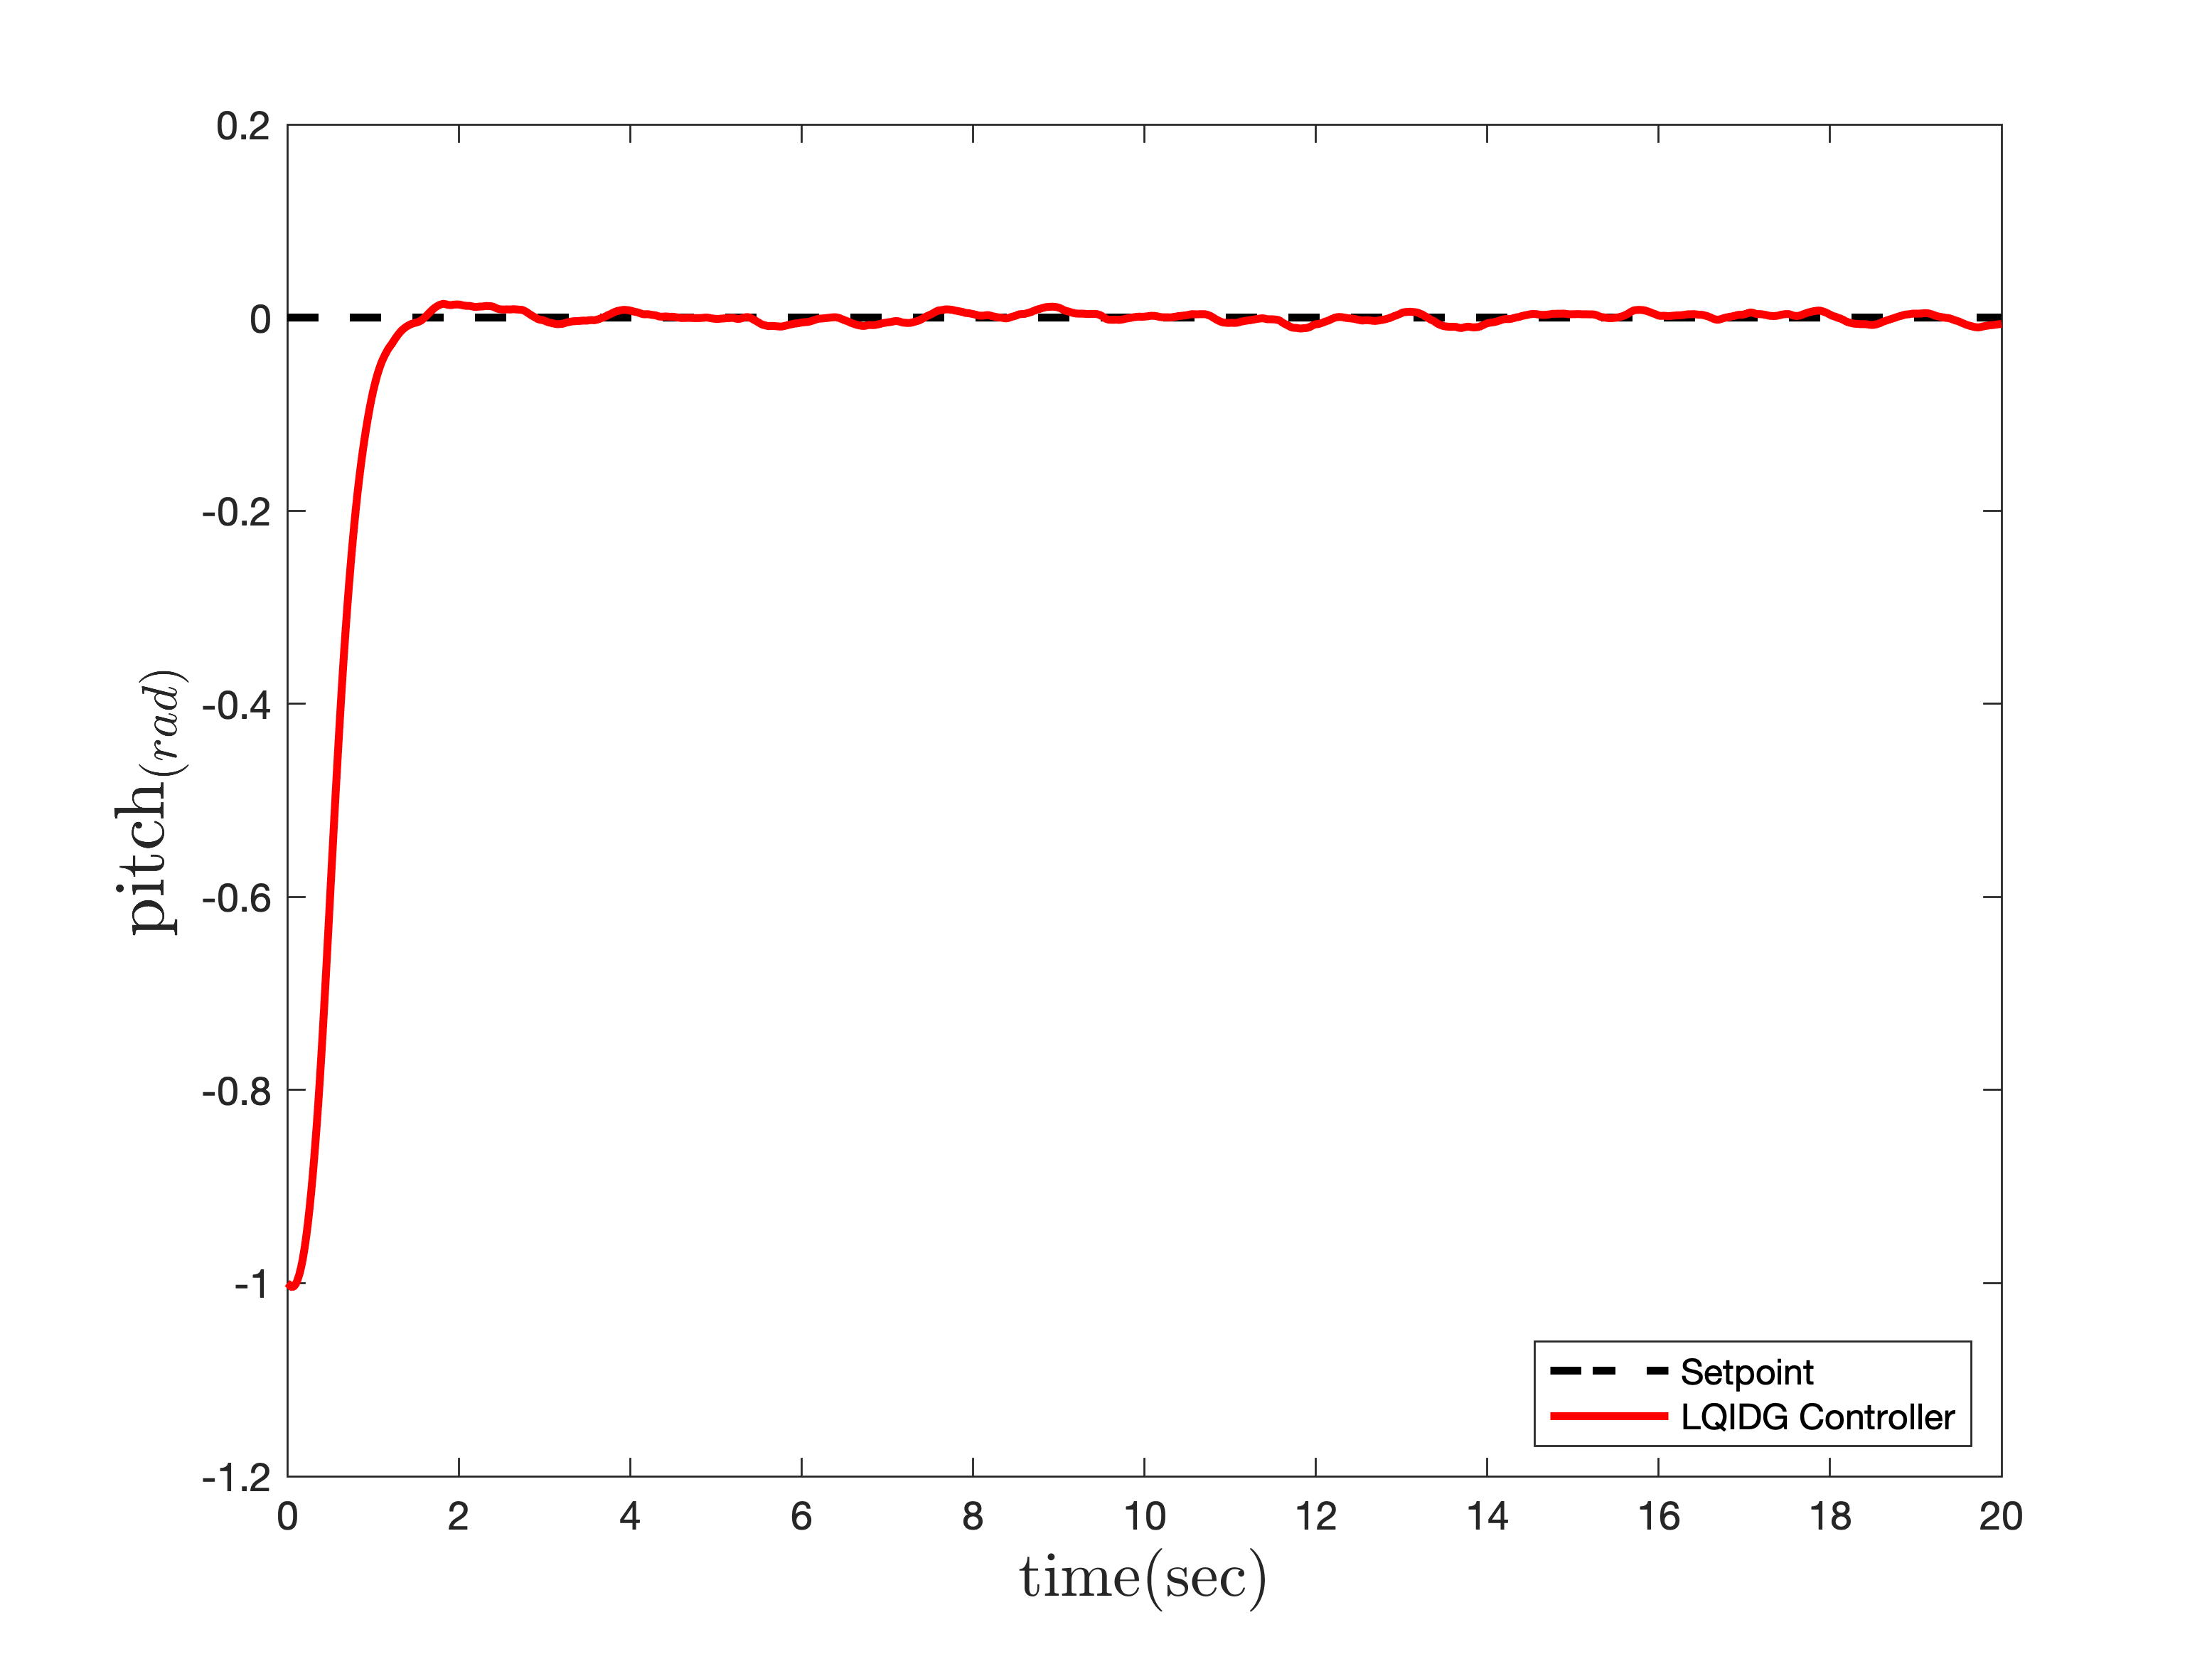 0.2
0
-0.2
-0.4
-0.6
-0.8
-1
-1.2
pitch(rad)
0 2 4 6 8 10 12 14 16 18 20
time(sec)
Setpoint
LQIDG Controller